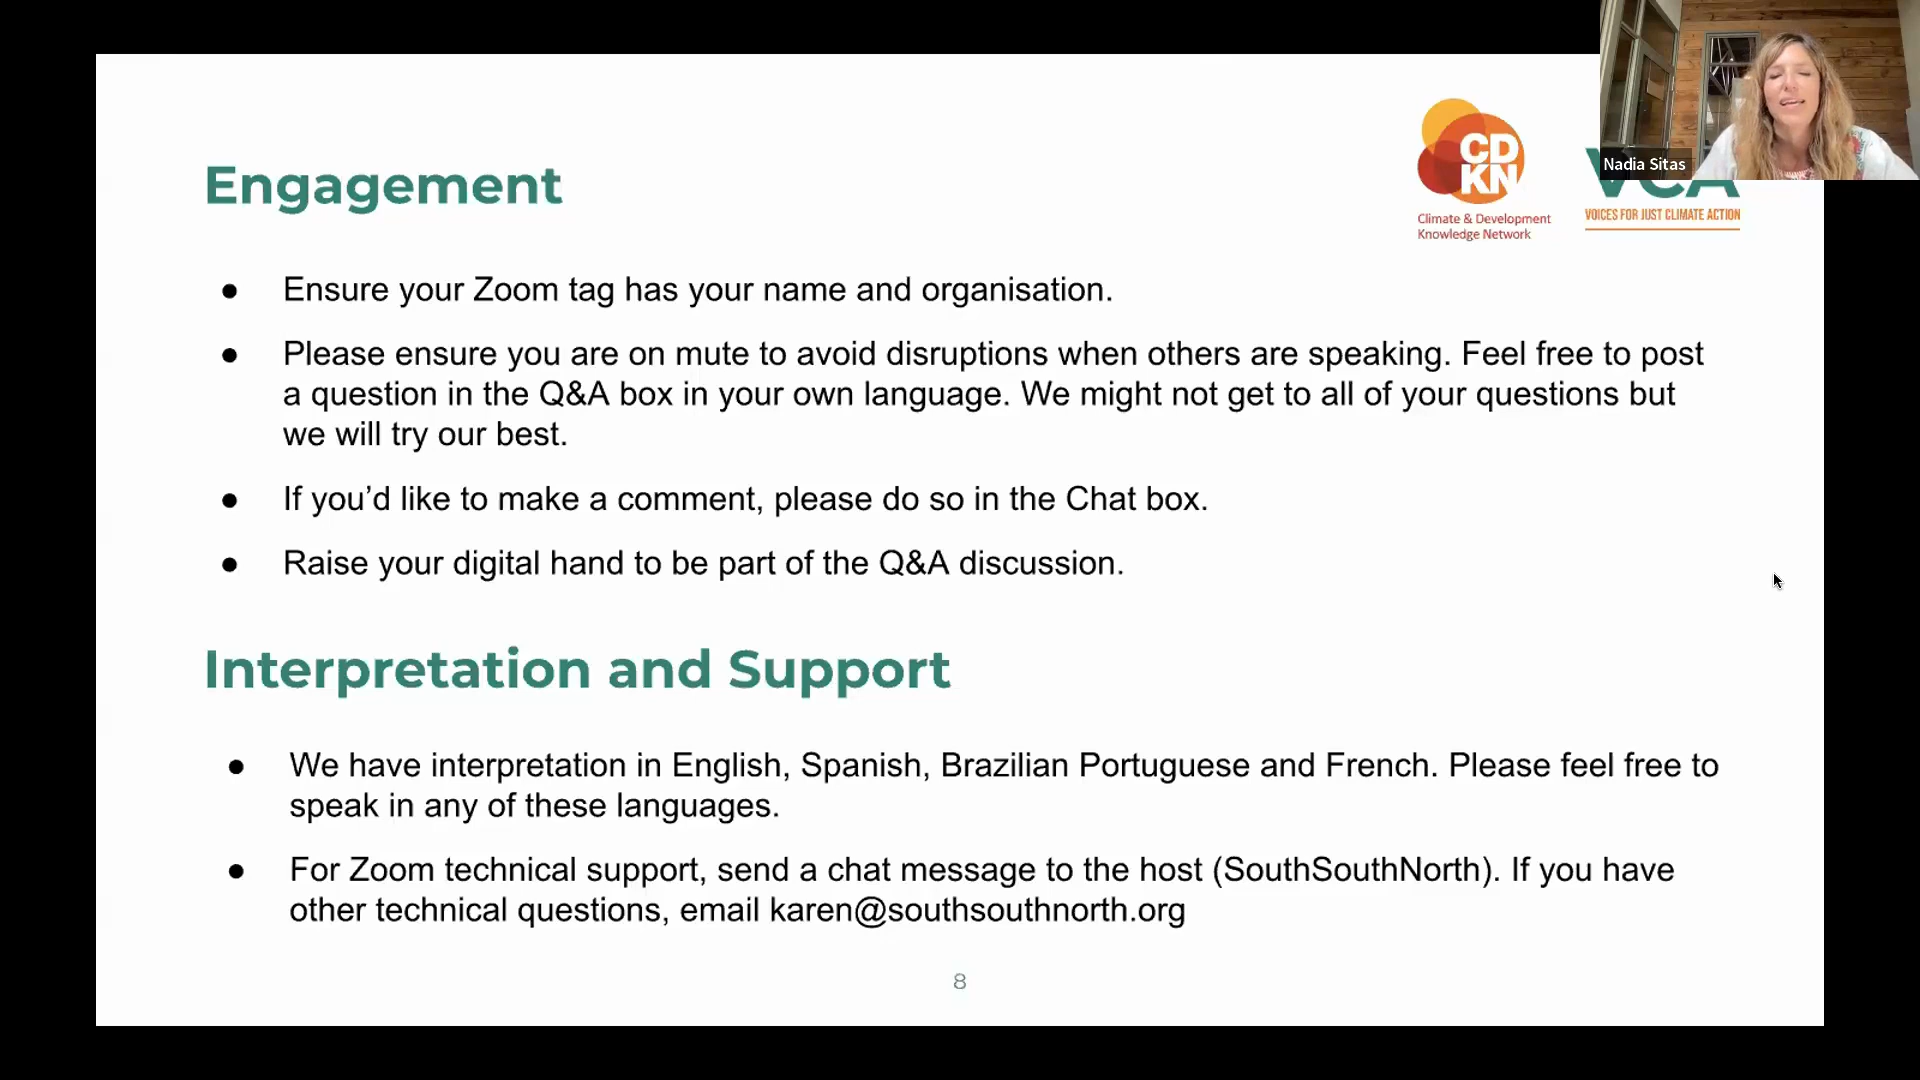 Nadia Sitas
CD
KN
Climate & Development
Knowledge Network
VCA
VOICES FOR JUST CLIMATE ACTION
Engagement
● Ensure your Zoom tag has your name and organisation.
● Please ensure you are on mute to avoid disruptions when others are speaking. Feel free to post
a question in the Q&A box in your own language. We might not get to all of your questions but
we will try our best.
● If you’d like to make a comment, please do so in the Chat box.
● Raise your digital hand to be part of the Q&A discussion.
Interpretation and Support
● We have interpretation in English, Spanish, Brazilian Portuguese and French. Please feel free to
speak in any of these languages.
● For Zoom technical support, send a chat message to the host (SouthSouthNorth). If you have
other technical questions, email karen@southsouthnorth.org
8